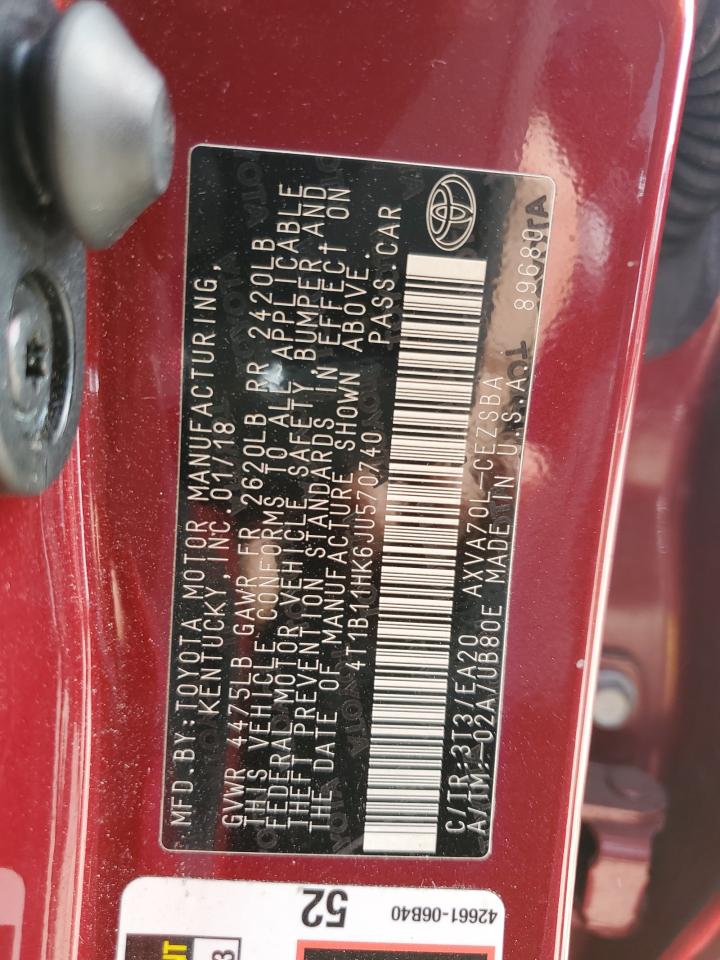 MFD.BY:TOYOTA MOTOR MANUFACTURING,
KENTUCKY,INC.01/18
GVWR 4475LB GAWR FR 2620LB RR 2420LB
THIS VEHICLE CONFORMS TO ALL APPLICABLE
FEDERAL MOTOR VEHICLE SAFETY,BUMPER,AND
THEFT PREVENTION STANDARDS IN EFFECT ON
THE DATE OF MANUFACTURE SHOWN ABOVE.
4T1B11HK6JU570740 PASS.CAR
C/TR:3T3/EA20 AXVA70L-CEZSBA
A/TM:-02A/UB80E MADE IN U.S.A. 89680
52
42661-06B40
NT
3